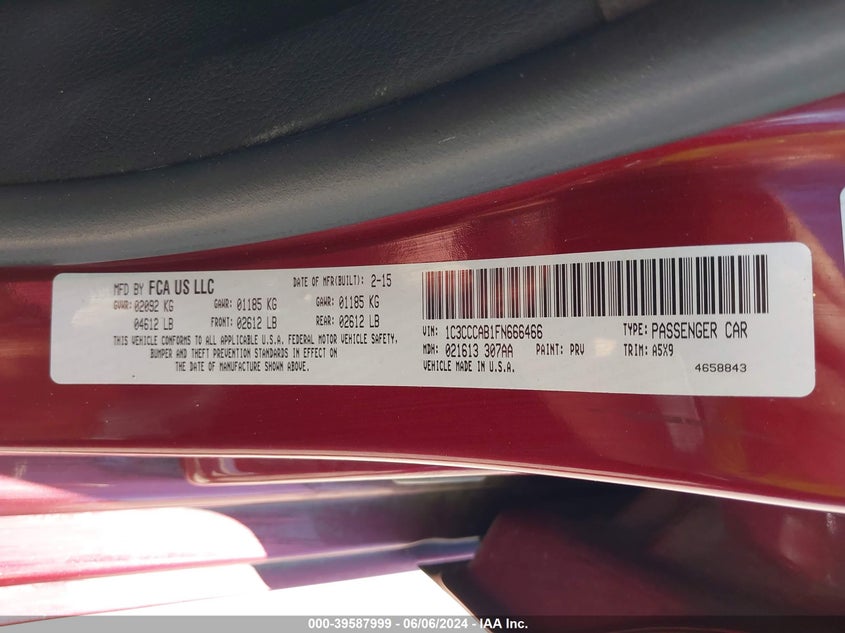 MFD BY FCA US LLC DATE OF MFR(BUILT): 2-15
GVWR: 02092 KG GAWR: 01185 KG GAWR: 01185 KG
04612 LB FRONT: 02612 LB REAR: 02612 LB
THIS VEHICLE CONFORMS TO ALL APPLICABLE U.S.A. FEDERAL MOTOR VEHICLE SAFETY,
BUMPER AND THEFT PREVENTION STANDARDS IN EFFECT ON
THE DATE OF MANUFACTURE SHOWN ABOVE.
VIN: 1C3CCCAB1FN666466 TYPE: PASSENGER CAR
MDH: 021613 307AA PAINT: PRV TRIM: A5X9
VEHICLE MADE IN U.S.A. 4658843
000-39587999 - 06/06/2024 - IAA Inc.